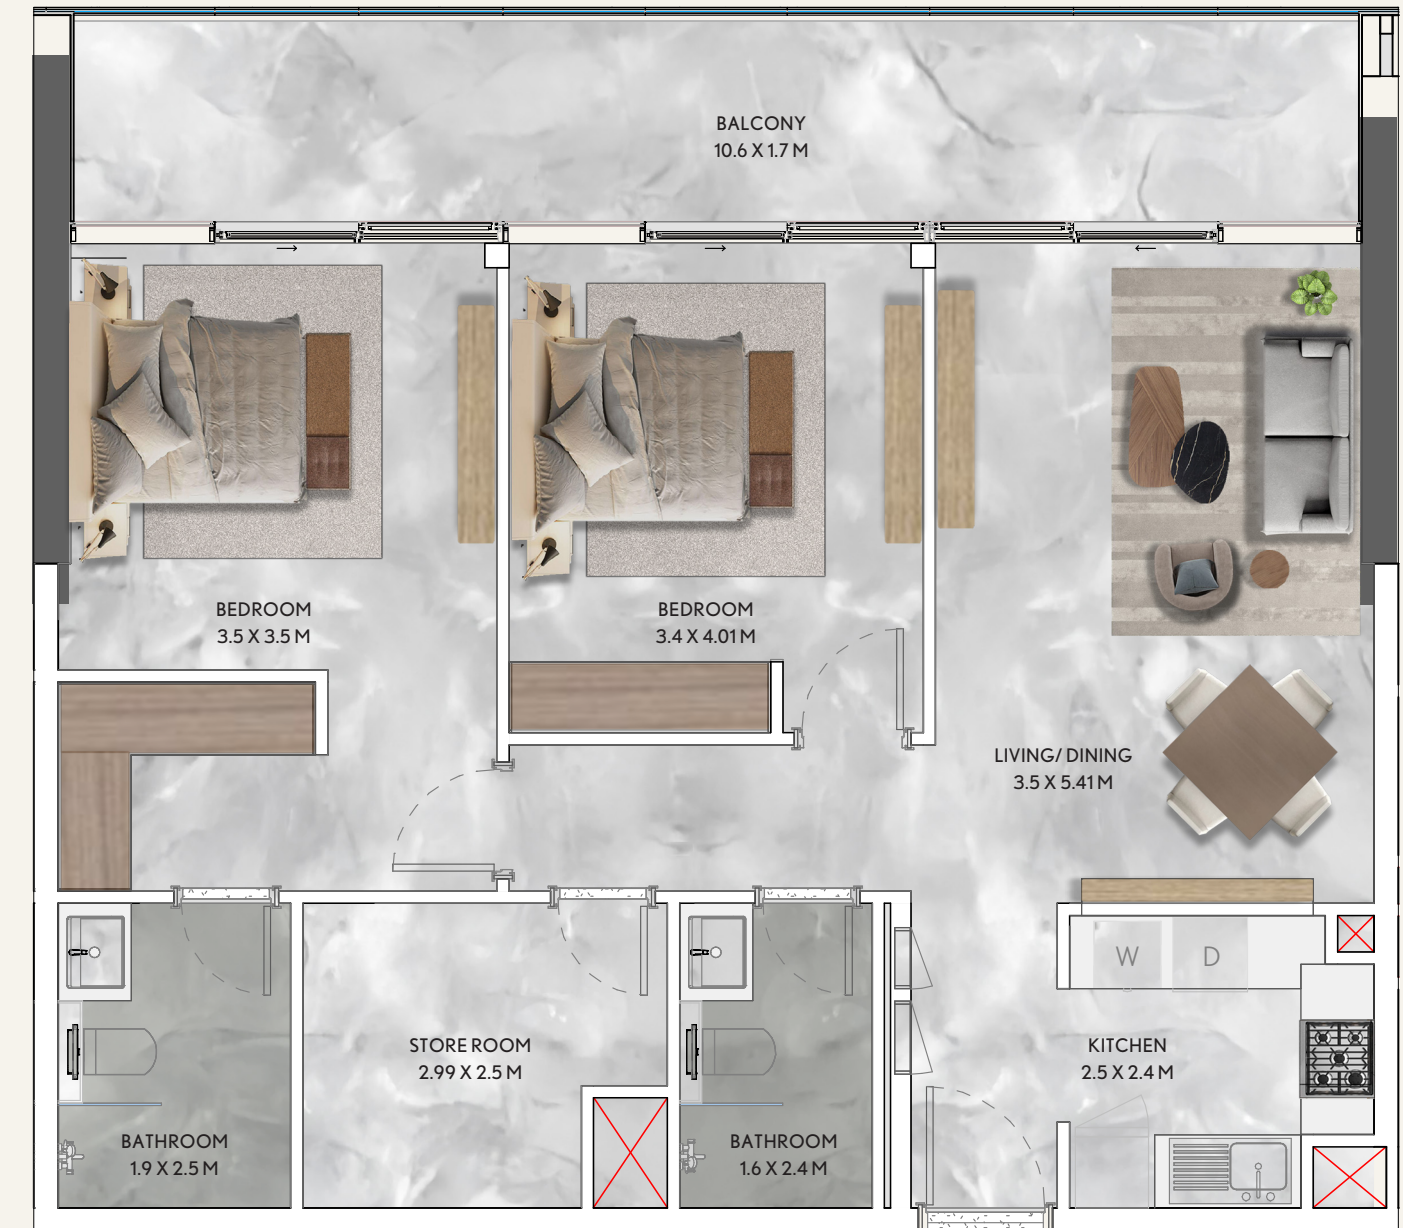 BALCONY
10.6 X 1.7 M
BEDROOM
3.5 X 3.5 M
BEDROOM
3.4 X 4.01 M
LIVING/ DINING
3.5 X 5.41 M
W
D
STORE ROOM
2.99 X 2.5 M
KITCHEN
2.5 X 2.4 M
BATHROOM
1.9 X 2.5 M
BATHROOM
1.6 X 2.4 M